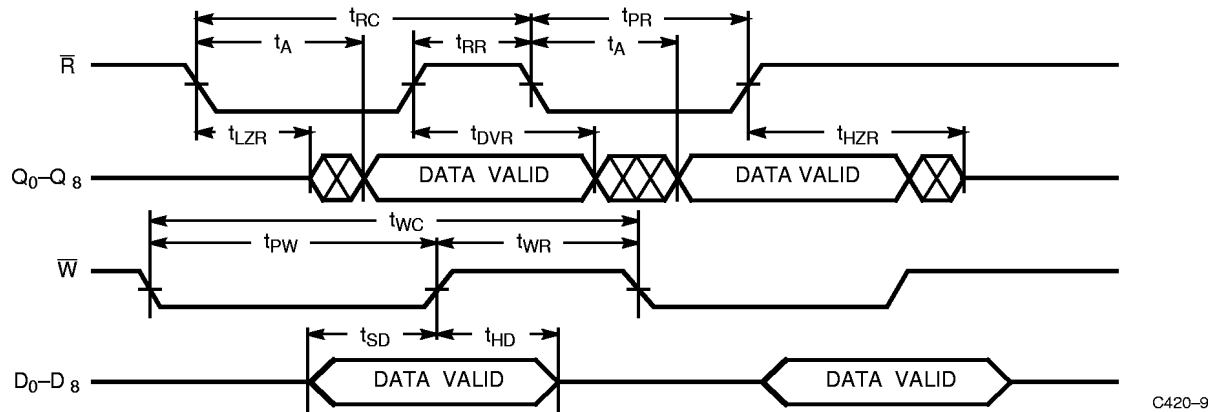 tRC tPR
tA tRR tA
R̅
tLZR tDVR tHZR
Q0–Q8 DATA VALID DATA VALID
tWC
tPW tWR
W̅
tSD tHD
D0–D8 DATA VALID DATA VALID
C420–9